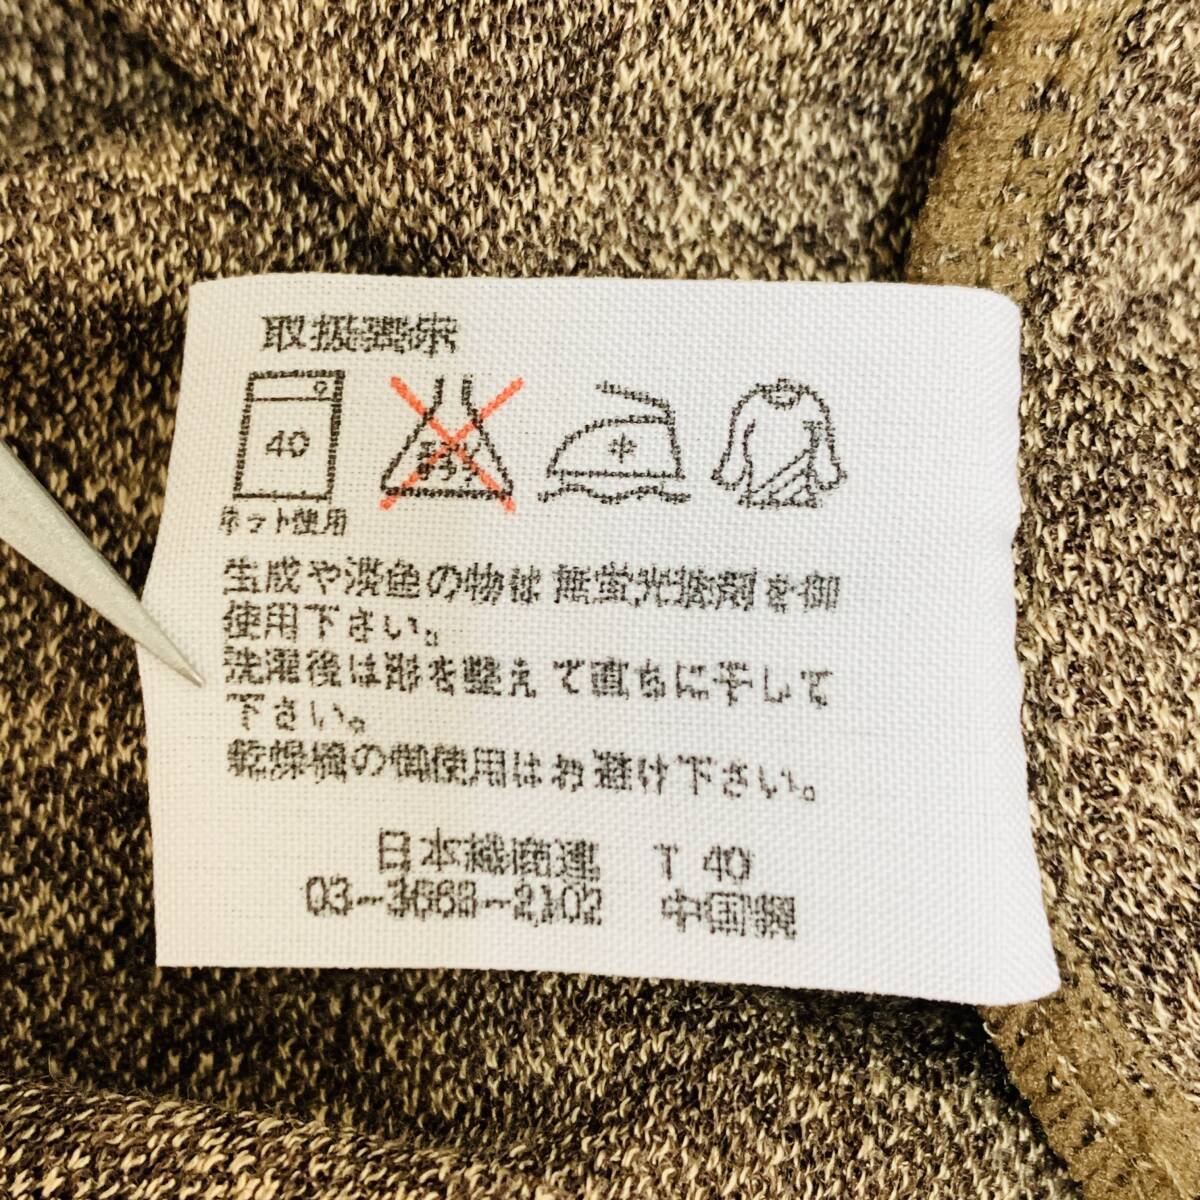 取扱表示
40
ネット使用
中
生成や淡色の物は無蛍光洗剤を御
使用下さい。
洗濯後は形を整えて直ちに干して
下さい。
乾燥機の御使用はお避け下さい。
日本繊商連 T 40
03-3663-2102 中国製